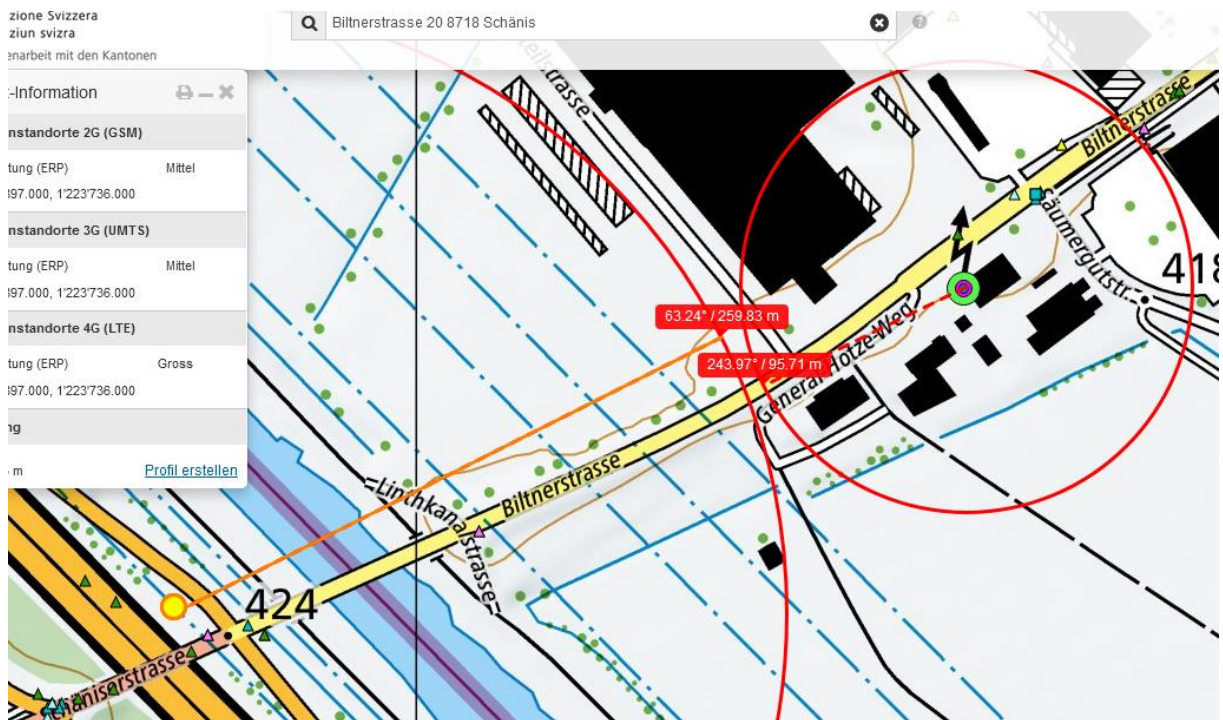 zione Svizzera
ziun svizra
enarbeit mit den Kantonen
Biltnerstrasse 20 8718 Schänis
-Information
nstandorte 2G (GSM)
tung (ERP) Mittel
397.000, 1'223'736.000
nstandorte 3G (UMTS)
tung (ERP) Mittel
397.000, 1'223'736.000
nstandorte 4G (LTE)
tung (ERP) Gross
397.000, 1'223'736.000
ng
m
Profil erstellen
eilstrasse
Biltnerstrasse
Säumergutstr.
418
63.24° / 259.83 m
243.97° / 95.71 m
General-Hotze-Weg
Biltnerstrasse
Linthkanalstrasse
424
häniserstrasse